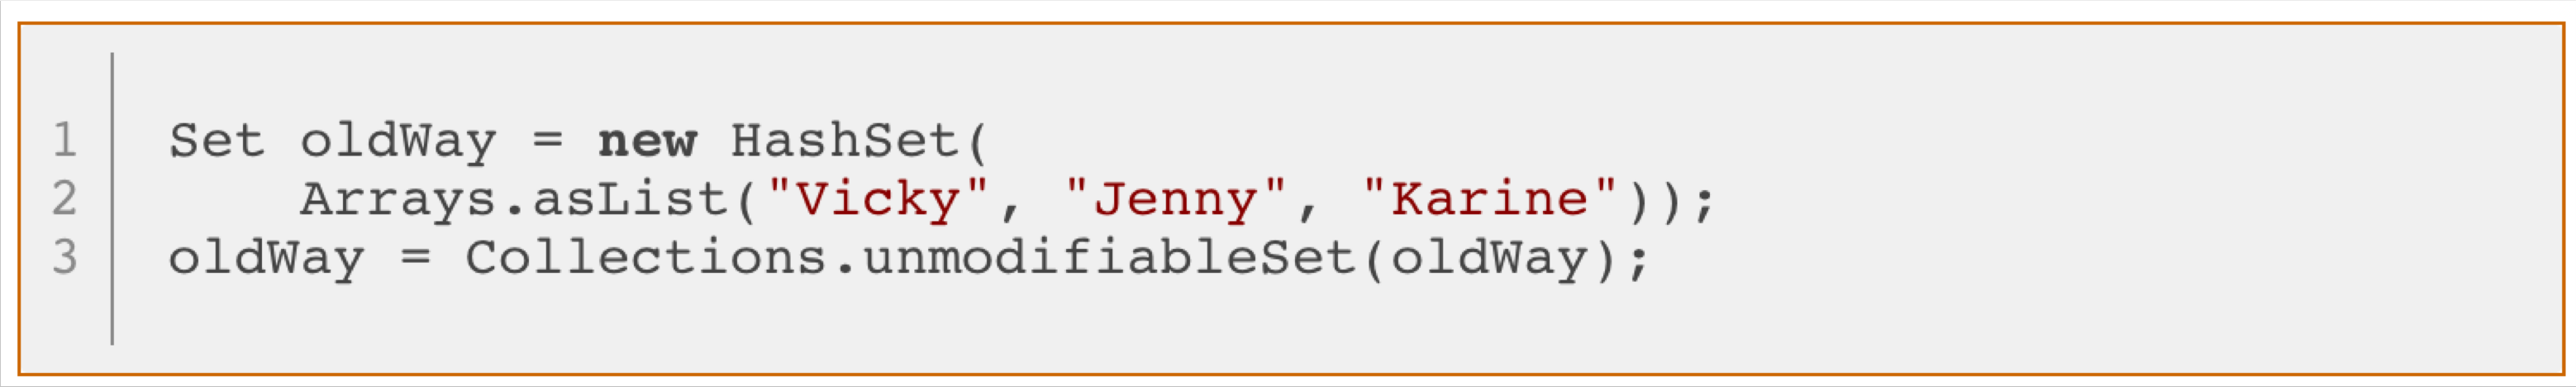 1 Set oldWay = new HashSet(
2 Arrays.asList("Vicky", "Jenny", "Karine"));
3 oldWay = Collections.unmodifiableSet(oldWay);